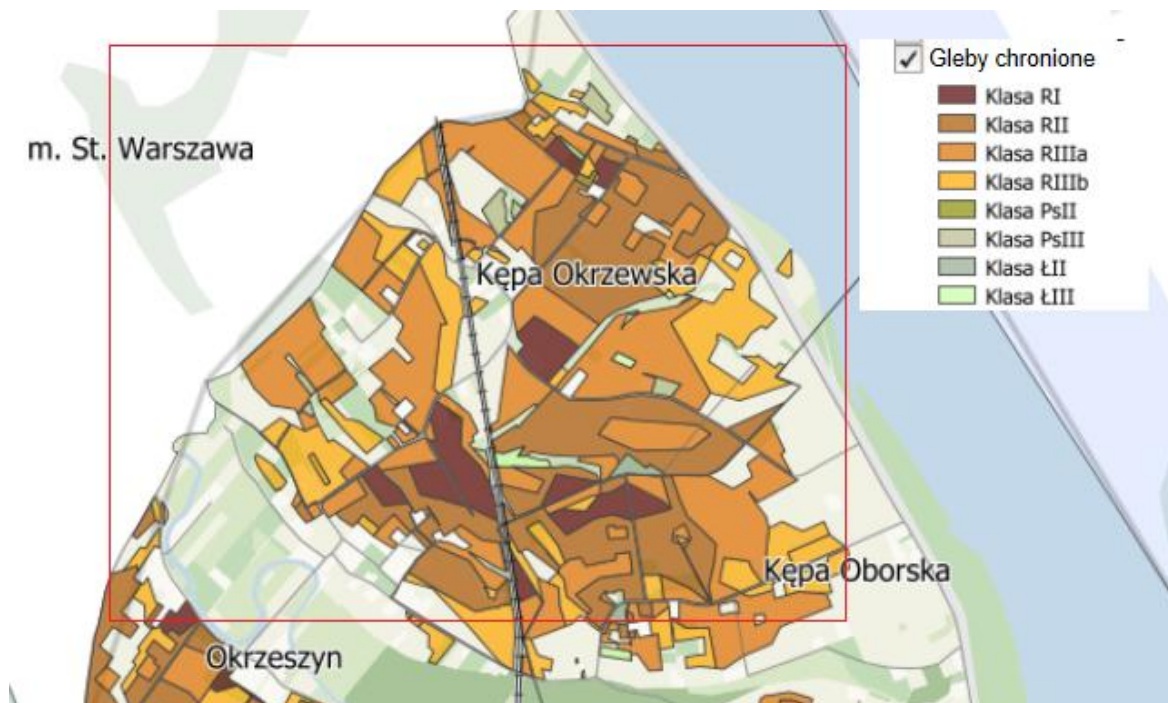 Gleby chronione
Klasa RI
Klasa RII
Klasa RIIIa
Klasa RIIIb
Klasa PsII
Klasa PsIII
Klasa ŁII
Klasa ŁIII
m. St. Warszawa
Kępa Okrzewska
Kępa Oborska
Okrzeszyn